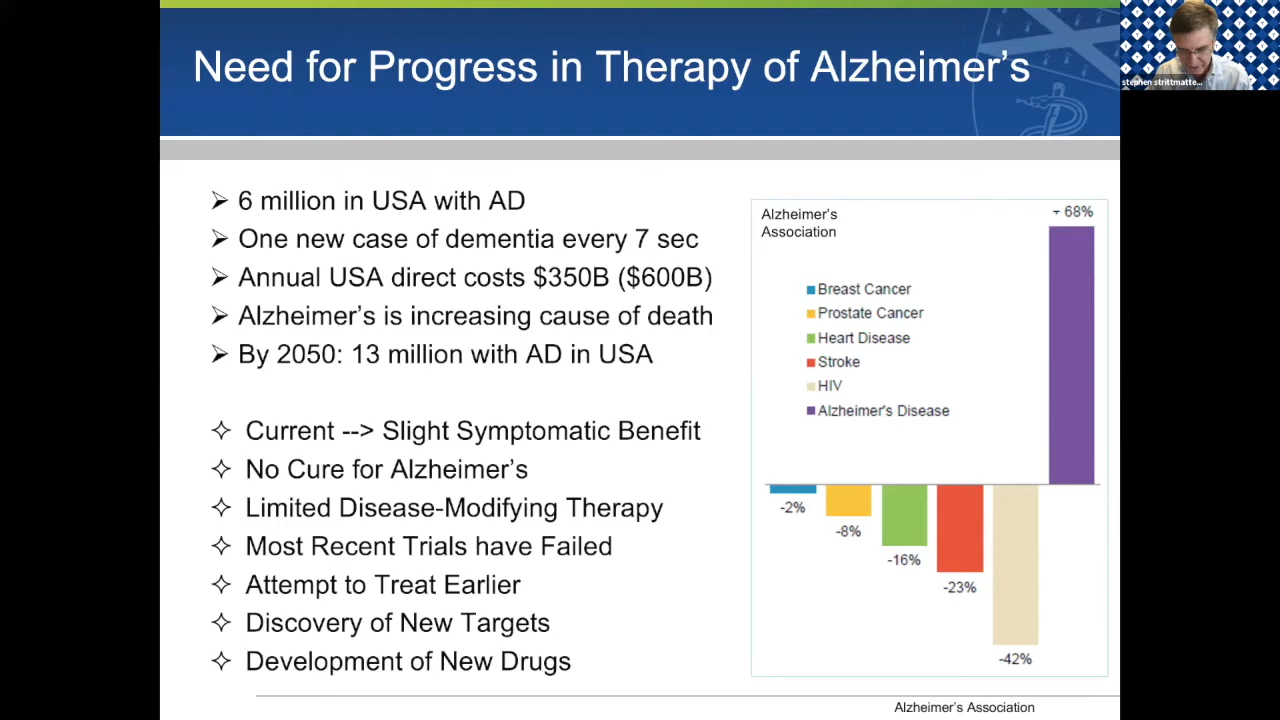 Need for Progress in Therapy of Alzheimer's
stephen strittmatte...
6 million in USA with AD
One new case of dementia every 7 sec
Annual USA direct costs $350B ($600B)
Alzheimer's is increasing cause of death
By 2050: 13 million with AD in USA
Current --> Slight Symptomatic Benefit
No Cure for Alzheimer's
Limited Disease-Modifying Therapy
Most Recent Trials have Failed
Attempt to Treat Earlier
Discovery of New Targets
Development of New Drugs
Alzheimer's
Association
+ 68%
Breast Cancer
Prostate Cancer
Heart Disease
Stroke
HIV
Alzheimer's Disease
-2%
-8%
-16%
-23%
-42%
Alzheimer's Association